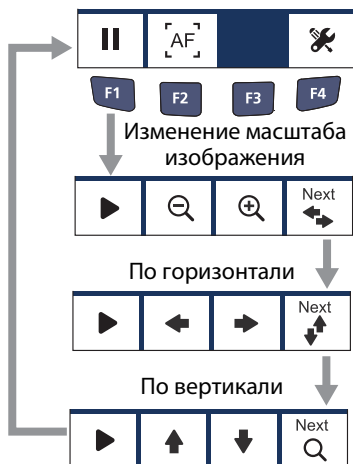 [AF]
F1 F2 F3 F4
Изменение масштаба
изображения
Next
По горизонтали
Next
По вертикали
Next